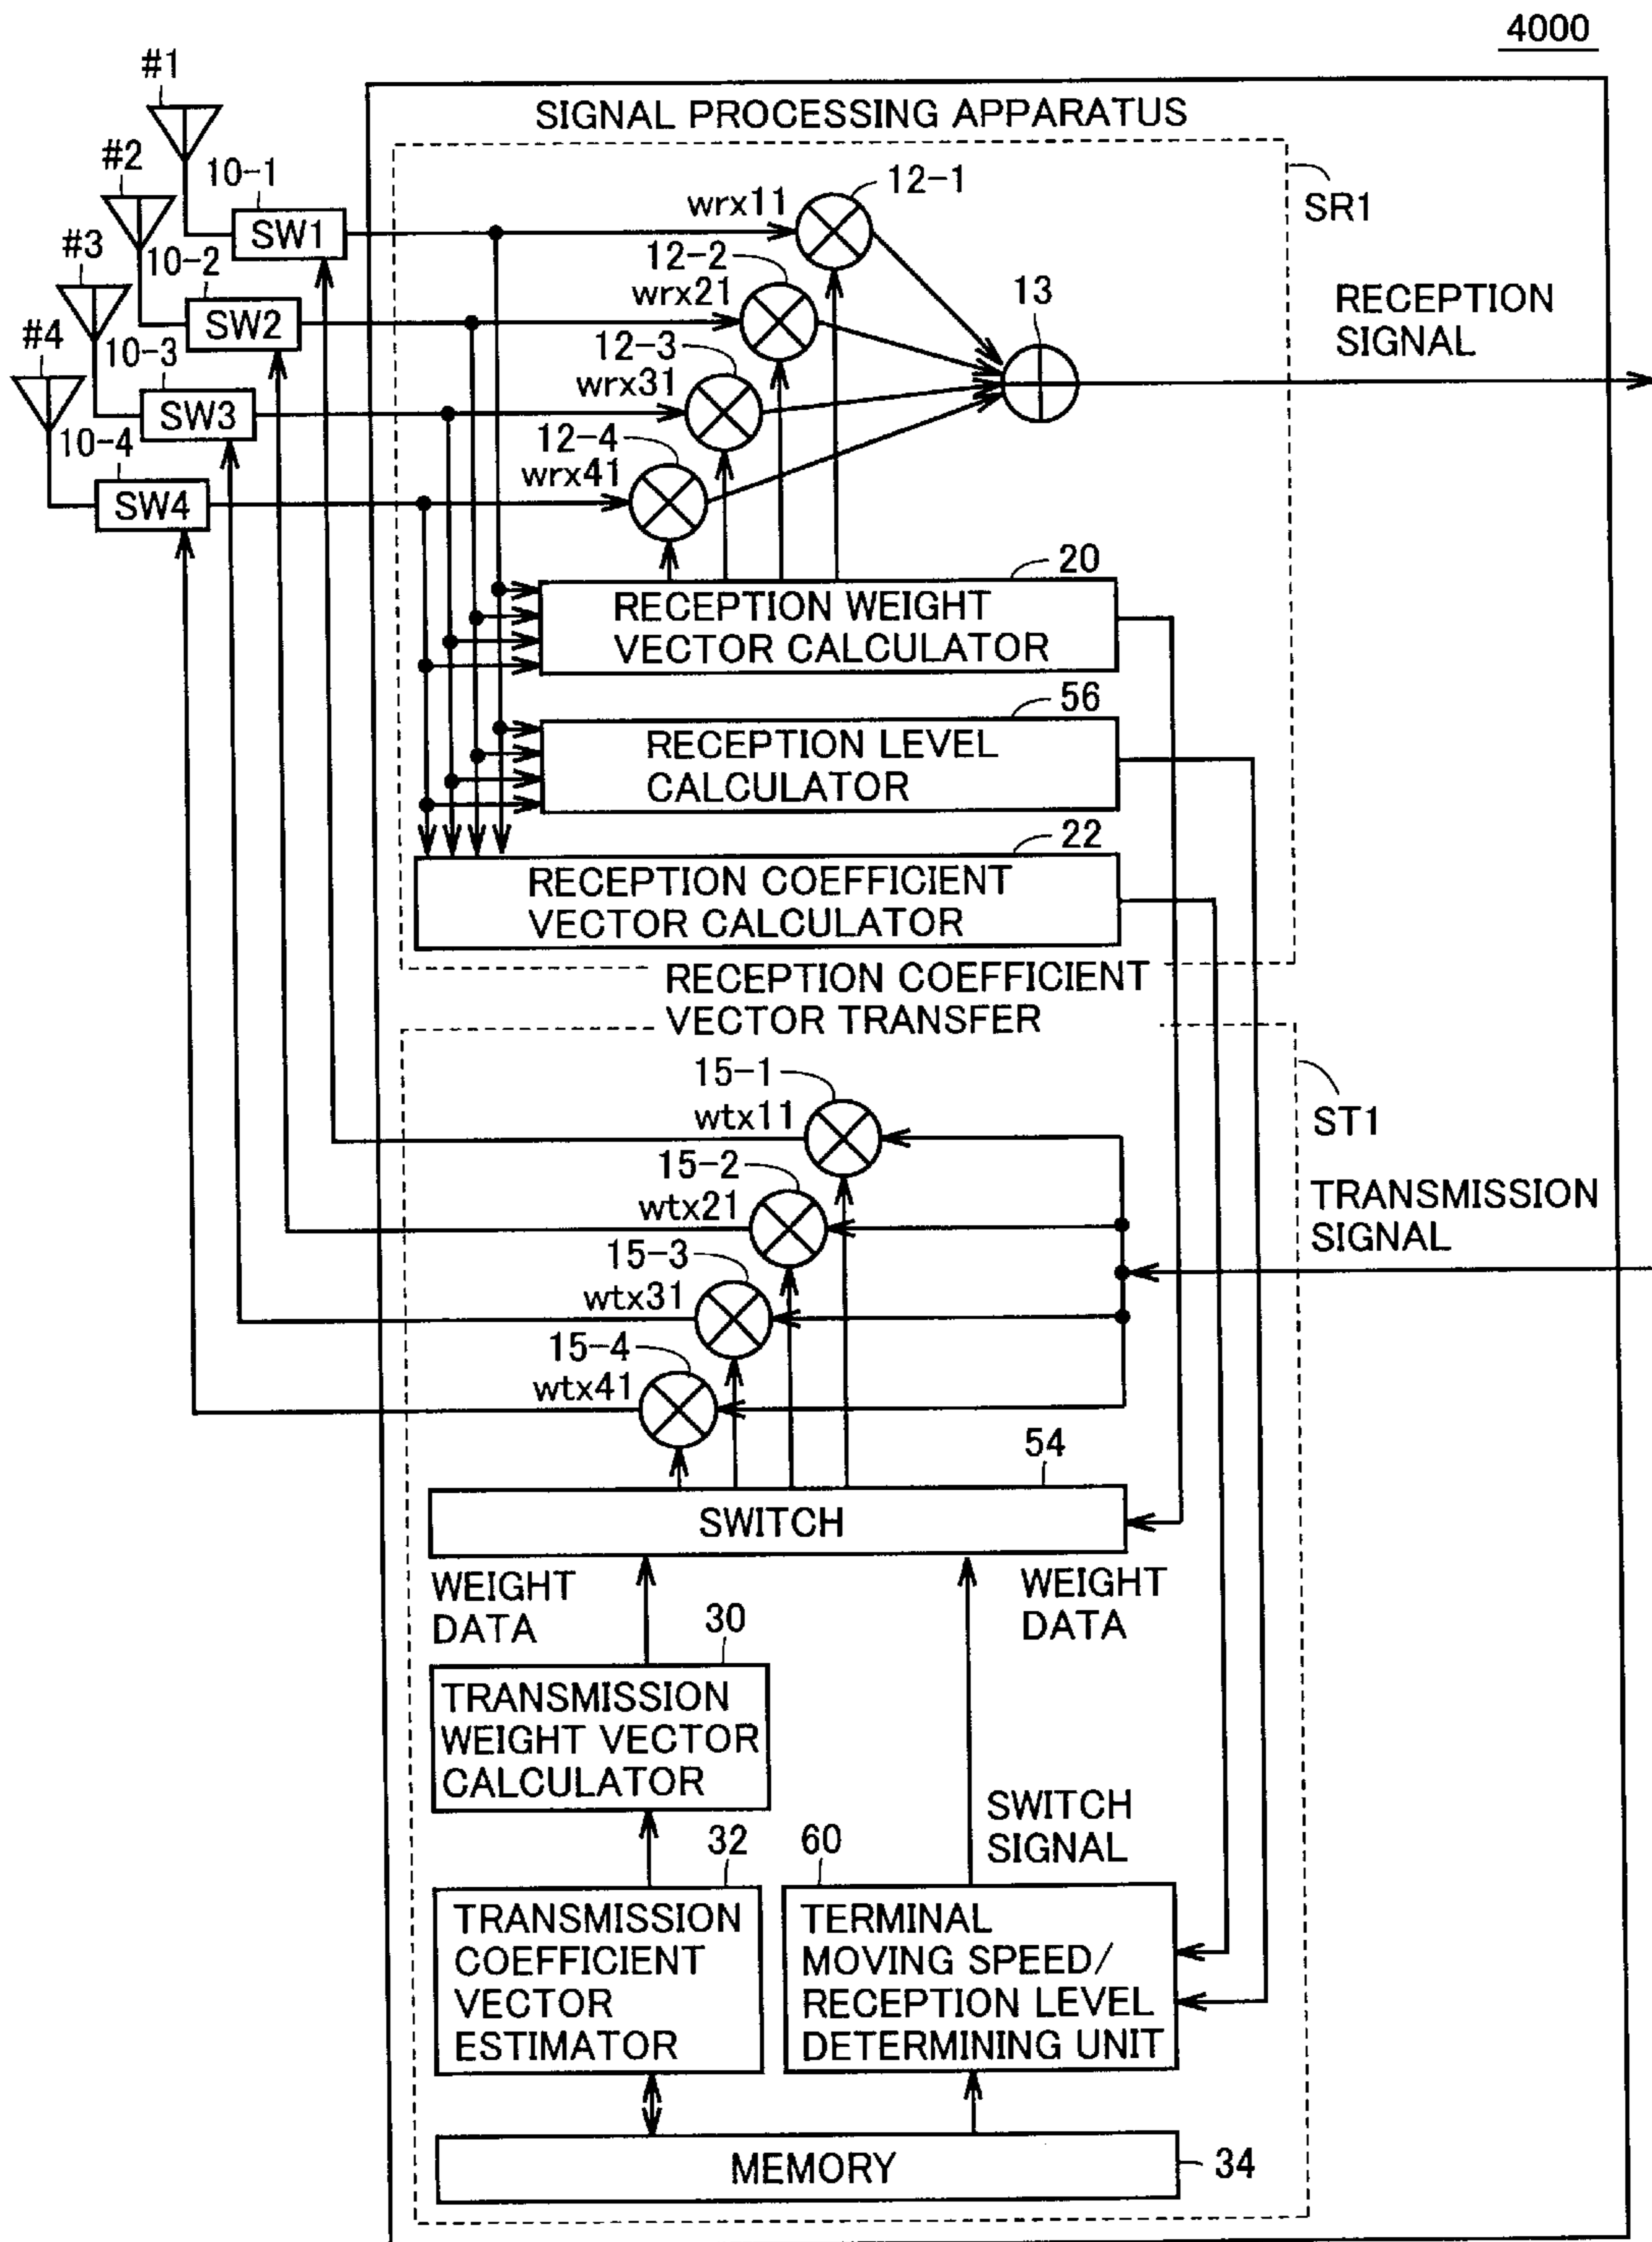 4000
#1
SIGNAL PROCESSING APPARATUS
#2
10-1
12-1
SR1
wrx11
SW1
#3
10-2
12-2
wrx21
13
RECEPTION
SIGNAL
SW2
#4
10-3
12-3
wrx31
SW3
10-4
12-4
wrx41
SW4
20
RECEPTION WEIGHT
VECTOR CALCULATOR
56
RECEPTION LEVEL
CALCULATOR
22
RECEPTION COEFFICIENT
VECTOR CALCULATOR
RECEPTION COEFFICIENT
VECTOR TRANSFER
15-1
wtx11
ST1
15-2
wtx21
TRANSMISSION
SIGNAL
15-3
wtx31
15-4
wtx41
54
SWITCH
WEIGHT
DATA
WEIGHT
DATA
30
TRANSMISSION
WEIGHT VECTOR
CALCULATOR
SWITCH
SIGNAL
32
60
TRANSMISSION
COEFFICIENT
VECTOR
ESTIMATOR
TERMINAL
MOVING SPEED/
RECEPTION LEVEL
DETERMINING UNIT
MEMORY
34